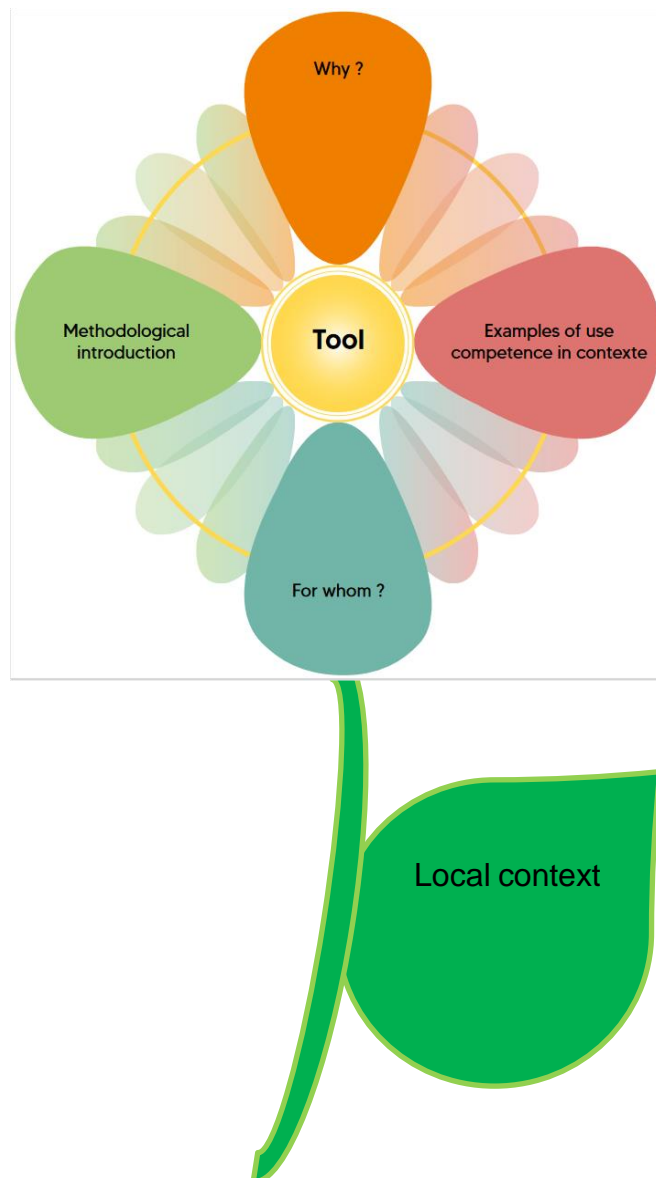 Why ?
Methodological
introduction
Tool
Examples of use
competence in contexte
For whom ?
Local context